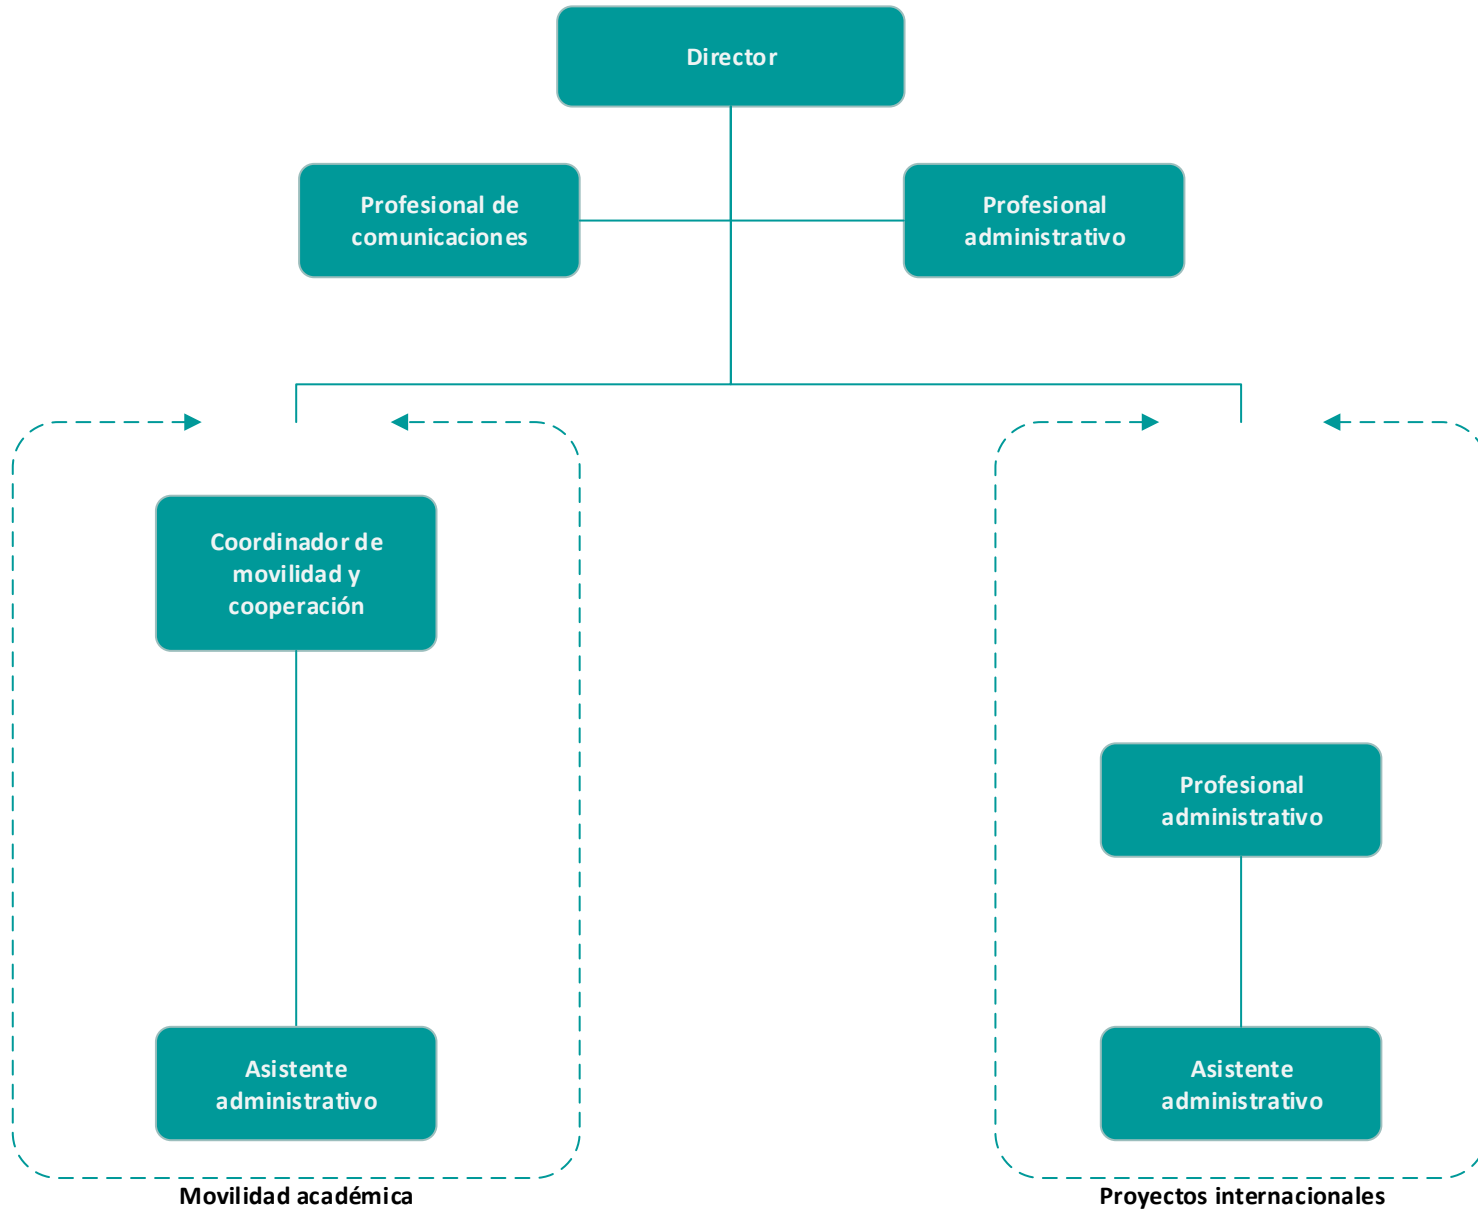 Director
Profesional de
comunicaciones
Profesional
administrativo
Coordinador de
movilidad y
cooperación
Profesional
administrativo
Asistente
administrativo
Asistente
administrativo
Movilidad académica
Proyectos internacionales